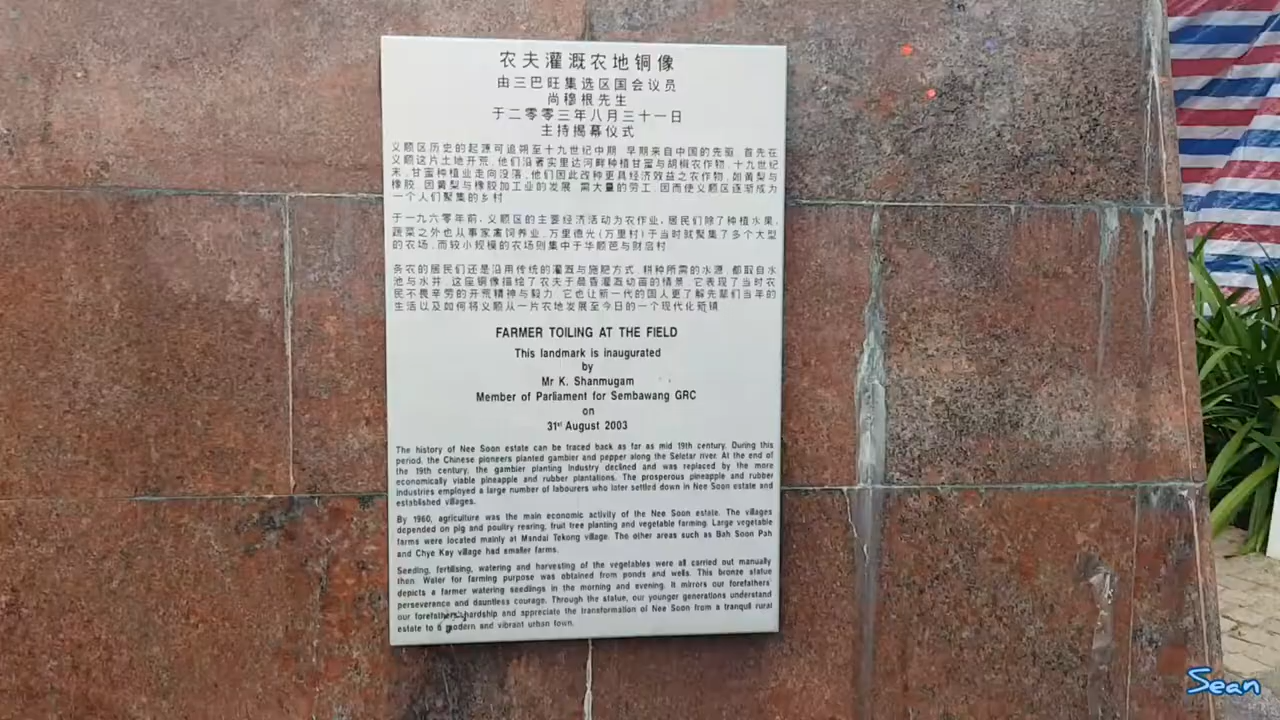 农夫灌溉农地铜像
由三巴旺集选区国会议员
尚穆根先生
于二零零三年八月三十一日
主持揭幕仪式
义顺区历史的起源可追朔至十九世纪中期 早期来自中国的先驱 首先在
义顺这片土地开荒,他们沿著实里达河畔种植甘蜜与胡椒农作物,十九世纪
末,甘蜜种植业走向没落,他们因此改种更具经济效益之农作物,如黄梨与
橡胶,因黄梨与橡胶加工业的发展 需大量的劳工,因而使义顺区逐渐成为
一个人们聚集的乡村
于一九六零年前,义顺区的主要经济活动为农作业,居民们除了种植水果,
蔬菜之外也从事家禽饲养业,万里德光(万里村)于当时就聚集了多个大型
的农场,而较小规模的农场则集中于华顺芭与财启村
务农的居民们还是沿用传统的灌溉与施肥方式,耕种所需的水源,都取自水
池与水井,这座铜像描绘了农夫于晨昏灌溉幼苗的情景,它表现了当时农
民不畏辛劳的开荒精神与毅力,它也让新一代的国人更了解先辈们当年的
生活以及如何将义顺从一片农地发展至今日的一个现代化新镇
FARMER TOILING AT THE FIELD
This landmark is inaugurated
by
Mr K. Shanmugam
Member of Parliament for Sembawang GRC
on
31st August 2003
The history of Nee Soon estate can be traced back as far as mid 19th century. During this
period, the Chinese pioneers planted gambier and pepper along the Seletar river. At the end of
the 19th century, the gambier planting industry declined and was replaced by the more
economically viable pineapple and rubber plantations. The prosperous pineapple and rubber
industries employed a large number of labourers who later settled down in Nee Soon estate and
established villages.
By 1960, agriculture was the main economic activity of the Nee Soon estate. The villages
depended on pig and poultry rearing, fruit tree planting and vegetable farming. Large vegetable
farms were located mainly at Mandai Tekong village. The other areas such as Bah Soon Pah
and Chye Kay village had smaller farms.
Seeding, fertilising, watering and harvesting of the vegetables were all carried out manually
then. Water for farming purpose was obtained from ponds and wells. This bronze statue
depicts a farmer watering seedlings in the morning and evening. It mirrors our forefathers'
perseverance and dauntless courage. Through the statue, our younger generations understand
our forefathers' hardship and appreciate the transformation of Nee Soon from a tranquil rural
estate to a modern and vibrant urban town.
Sean